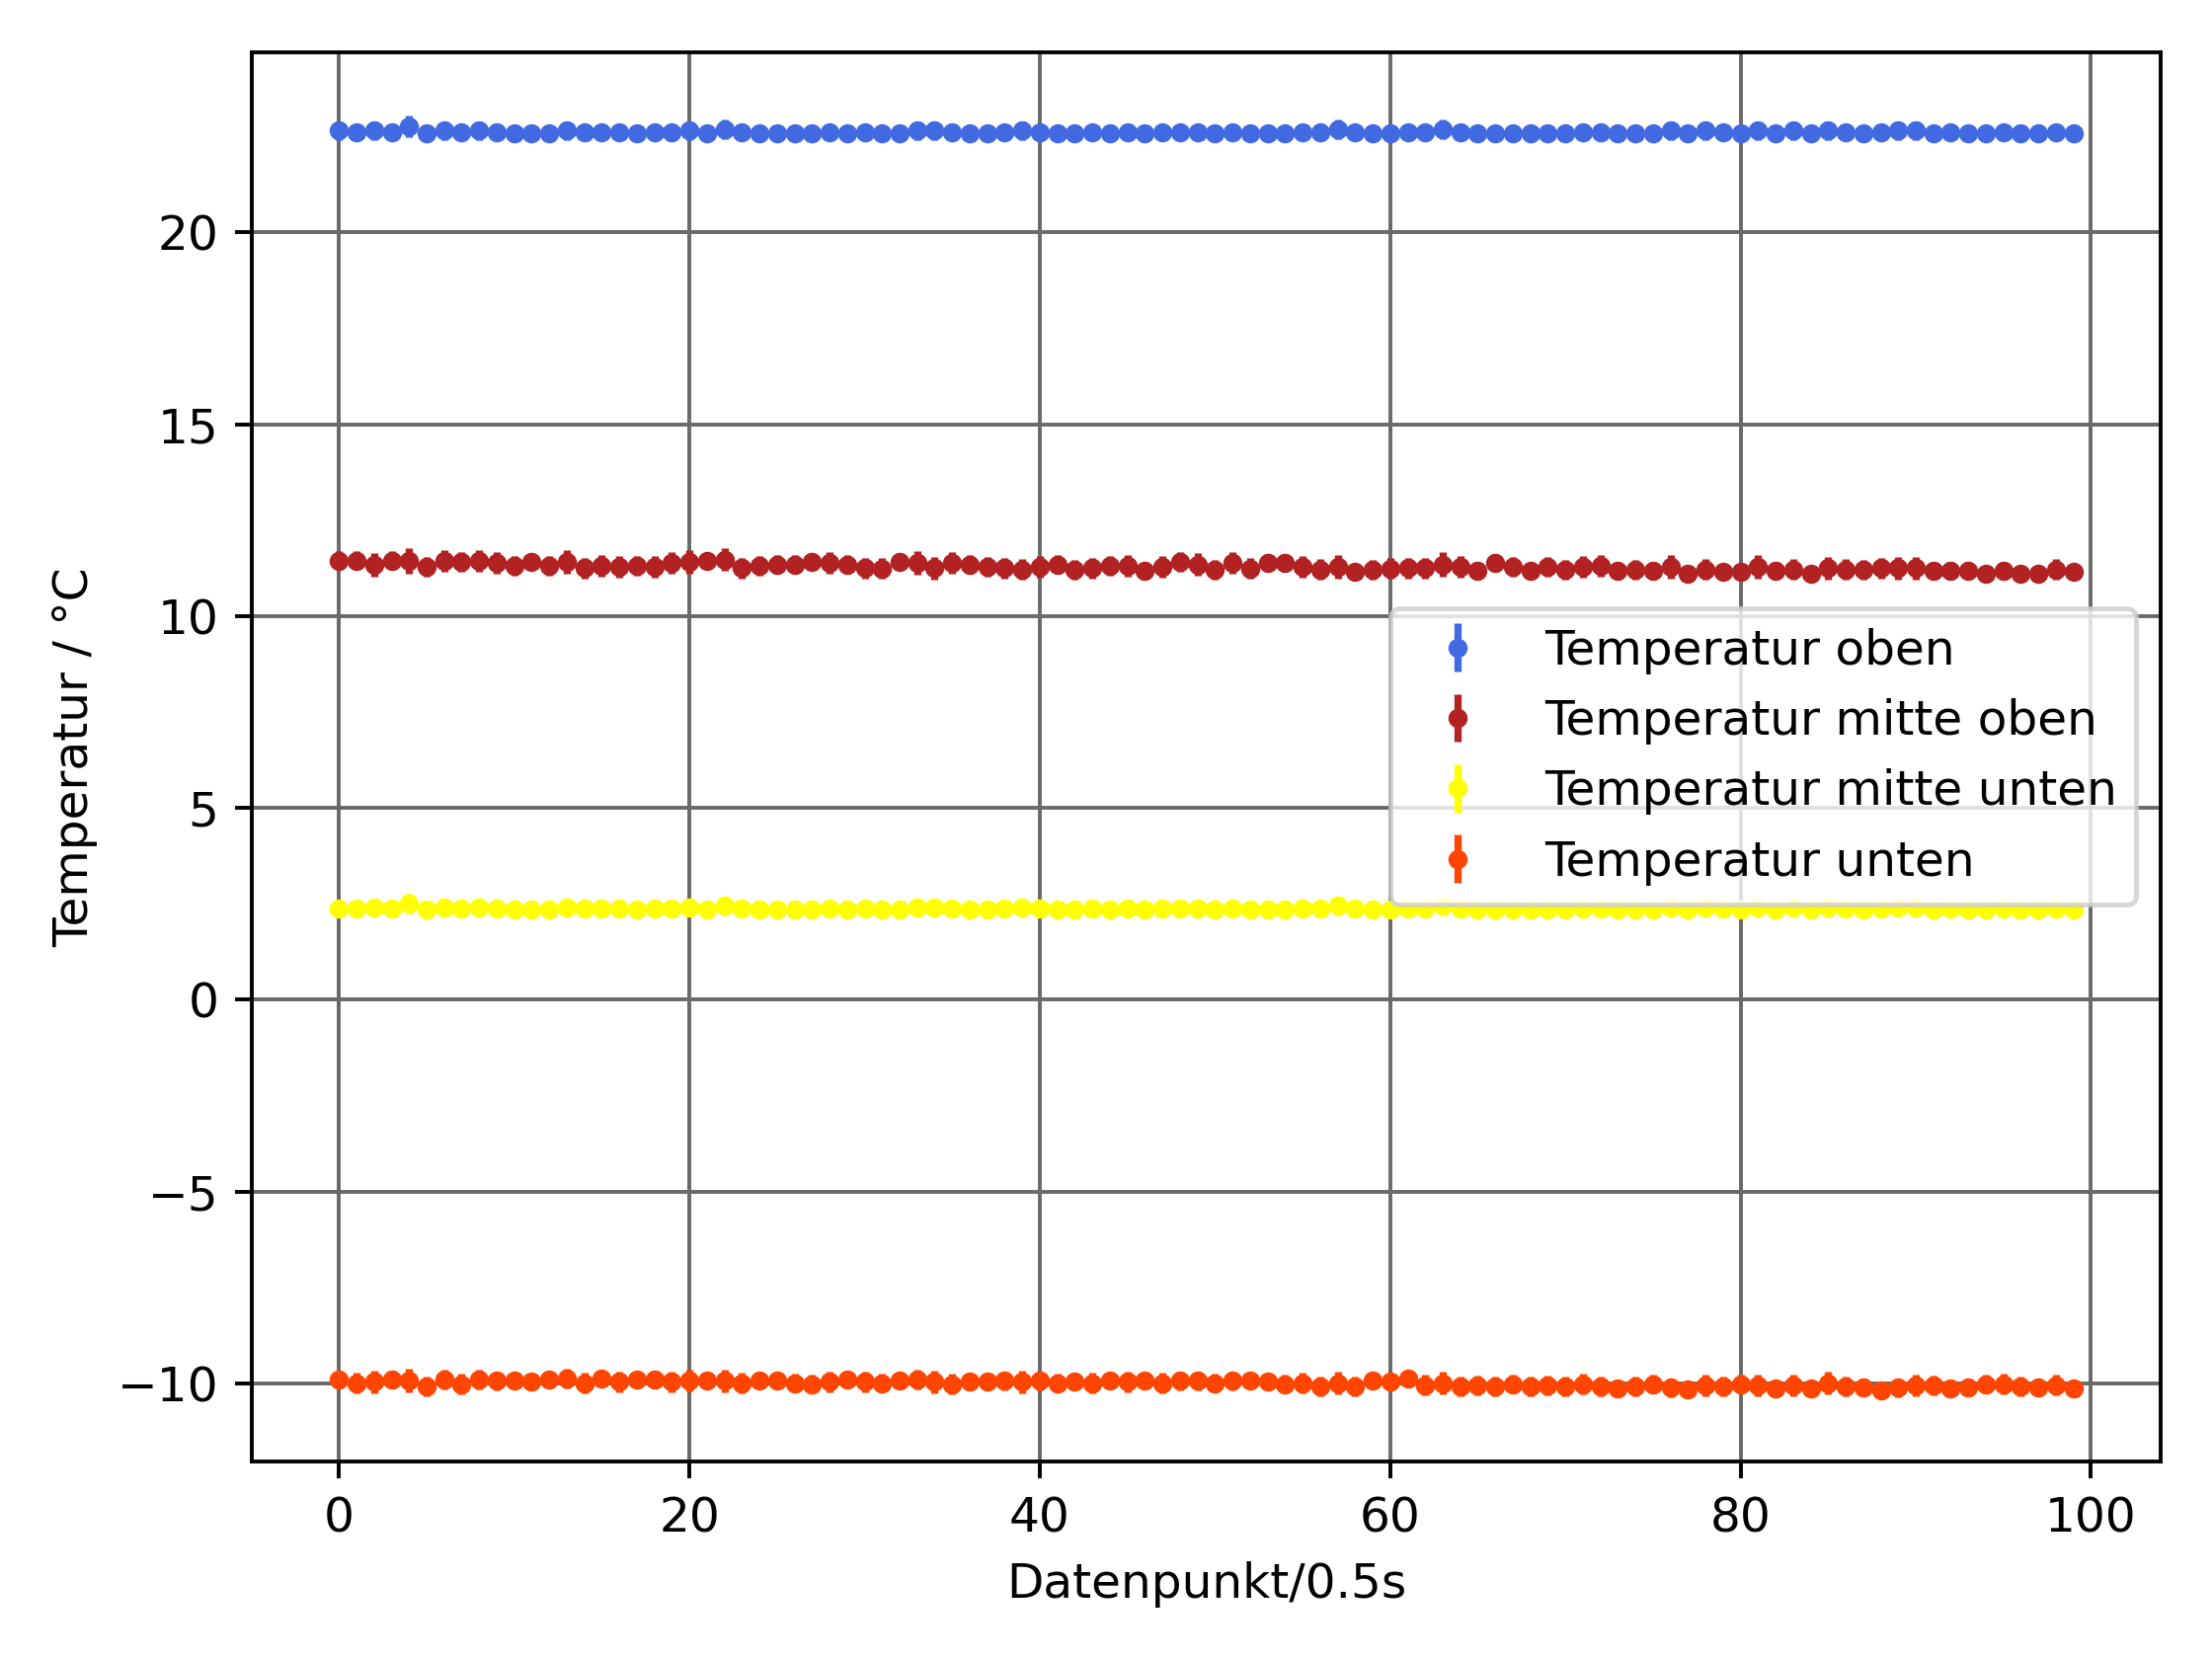 20
15
10
5
0
−5
−10
Temperatur / °C
Temperatur oben
Temperatur mitte oben
Temperatur mitte unten
Temperatur unten
0 20 40 60 80 100
Datenpunkt/0.5s